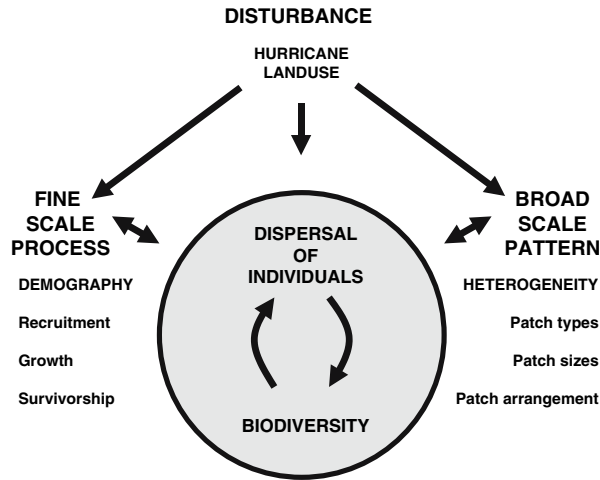 DISTURBANCE
HURRICANE
LANDUSE
FINE
SCALE
PROCESS
DEMOGRAPHY
Recruitment
Growth
Survivorship
DISPERSAL
OF
INDIVIDUALS
BIODIVERSITY
BROAD
SCALE
PATTERN
HETEROGENEITY
Patch types
Patch sizes
Patch arrangement